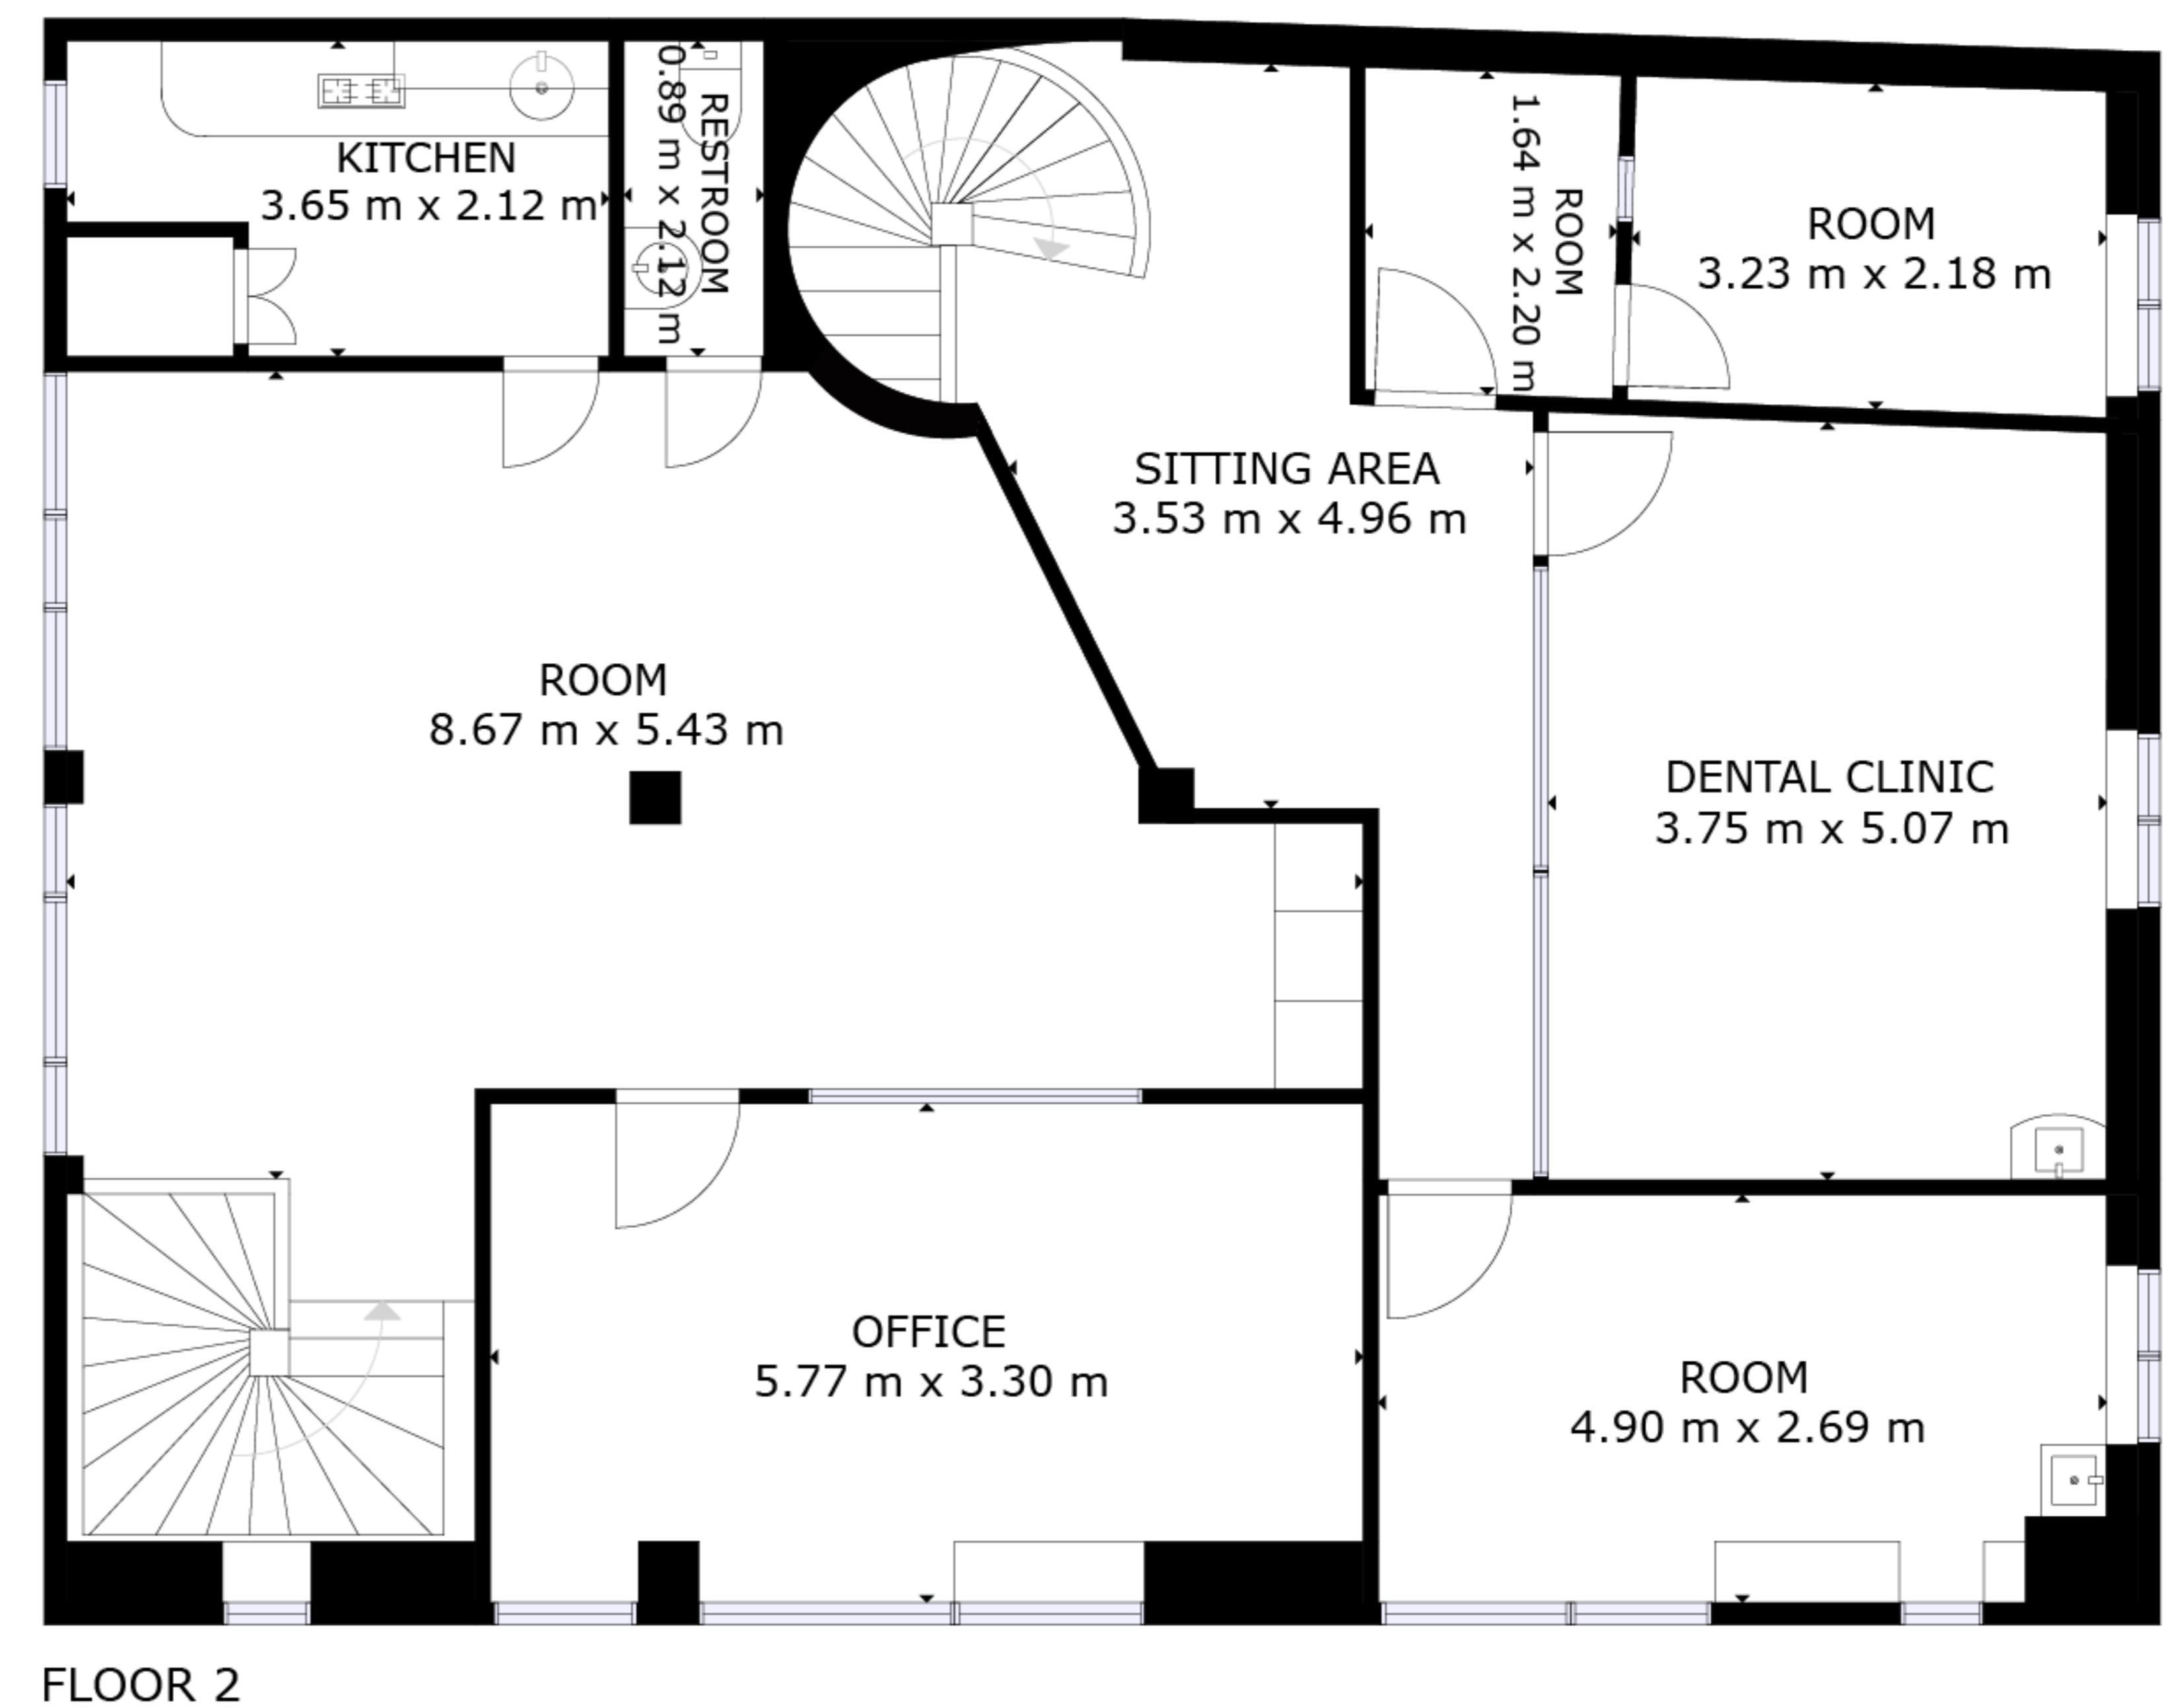 KITCHEN
3.65 m x 2.12 m
RESTROOM
0.89 m x 2.12 m
ROOM
1.64 m x 2.20 m
ROOM
3.23 m x 2.18 m
SITTING AREA
3.53 m x 4.96 m
ROOM
8.67 m x 5.43 m
DENTAL CLINIC
3.75 m x 5.07 m
OFFICE
5.77 m x 3.30 m
ROOM
4.90 m x 2.69 m
FLOOR 2